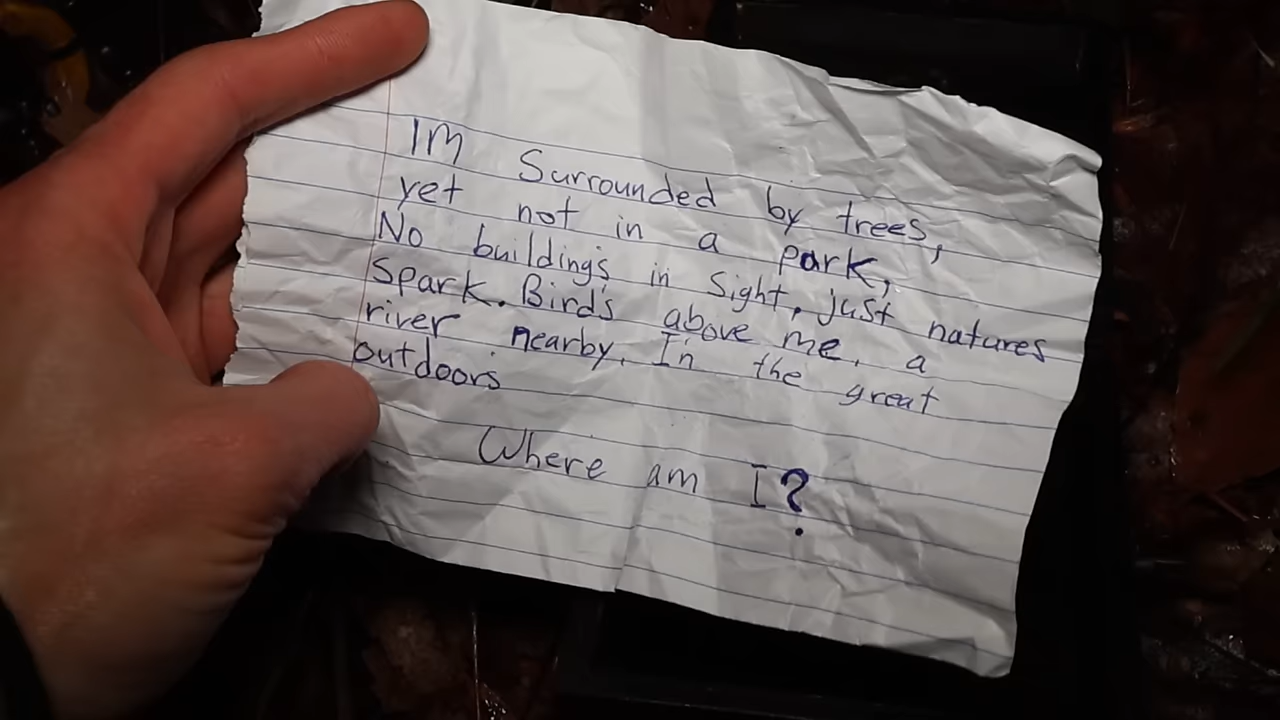 IM Surrounded by trees,
yet not in a park,
No building's in Sight, just natures
Spark. Bird's above me, a
river nearby, In the great
outdoors
Where am I?